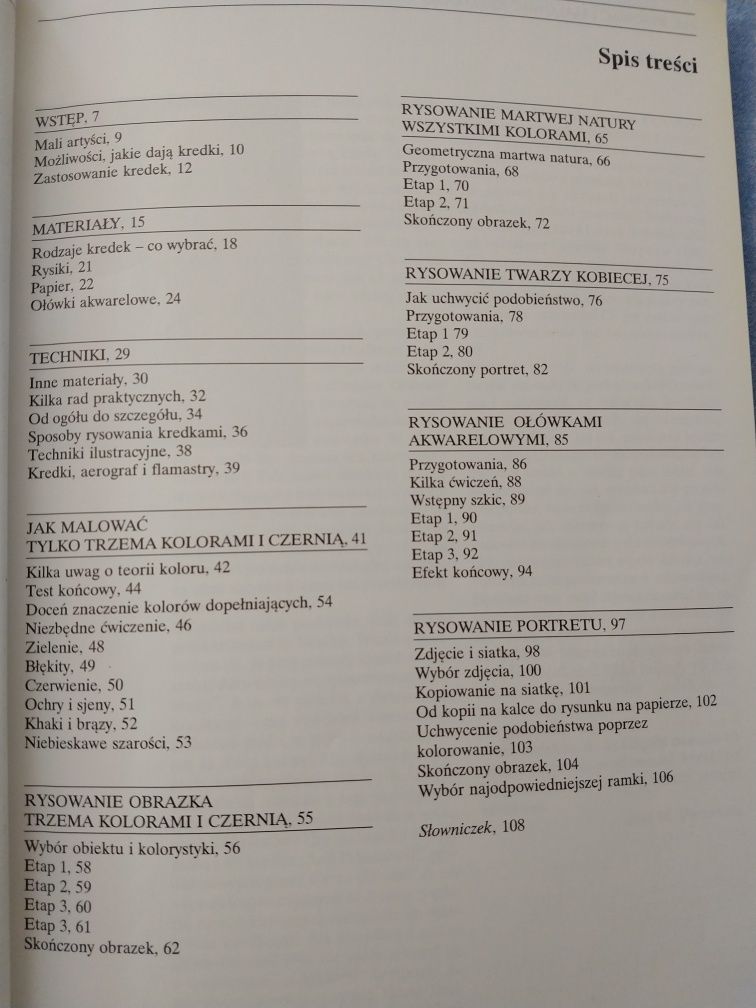 Spis treści
WSTĘP, 7
Mali artyści, 9
Możliwości, jakie dają kredki, 10
Zastosowanie kredek, 12
MATERIAŁY, 15
Rodzaje kredek – co wybrać, 18
Rysiki, 21
Papier, 22
Ołówki akwarelowe, 24
TECHNIKI, 29
Inne materiały, 30
Kilka rad praktycznych, 32
Od ogółu do szczegółu, 34
Sposoby rysowania kredkami, 36
Techniki ilustracyjne, 38
Kredki, aerograf i flamastry, 39
JAK MALOWAĆ
TYLKO TRZEMA KOLORAMI I CZERNIĄ, 41
Kilka uwag o teorii koloru, 42
Test końcowy, 44
Doceń znaczenie kolorów dopełniających, 54
Niezbędne ćwiczenie, 46
Zielenie, 48
Błękity, 49
Czerwienie, 50
Ochry i sjeny, 51
Khaki i brązy, 52
Niebieskawe szarości, 53
RYSOWANIE OBRAZKA
TRZEMA KOLORAMI I CZERNIĄ, 55
Wybór obiektu i kolorystyki, 56
Etap 1, 58
Etap 2, 59
Etap 3, 60
Etap 3, 61
Skończony obrazek, 62
RYSOWANIE MARTWEJ NATURY
WSZYSTKIMI KOLORAMI, 65
Geometryczna martwa natura, 66
Przygotowania, 68
Etap 1, 70
Etap 2, 71
Skończony obrazek, 72
RYSOWANIE TWARZY KOBIECEJ, 75
Jak uchwycić podobieństwo, 76
Przygotowania, 78
Etap 1 79
Etap 2, 80
Skończony portret, 82
RYSOWANIE OŁÓWKAMI
AKWARELOWYMI, 85
Przygotowania, 86
Kilka ćwiczeń, 88
Wstępny szkic, 89
Etap 1, 90
Etap 2, 91
Etap 3, 92
Efekt końcowy, 94
RYSOWANIE PORTRETU, 97
Zdjęcie i siatka, 98
Wybór zdjęcia, 100
Kopiowanie na siatkę, 101
Od kopii na kalce do rysunku na papierze, 102
Uchwycenie podobieństwa poprzez
kolorowanie, 103
Skończony obrazek, 104
Wybór najodpowiedniejszej ramki, 106
Słowniczek, 108